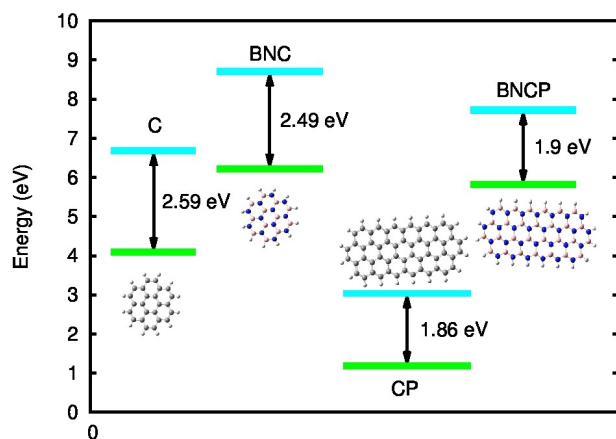 10
9
8
7
6
5
4
3
2
1
0
0
Energy (eV)
C
2.59 eV
BNC
2.49 eV
CP
1.86 eV
BNCP
1.9 eV